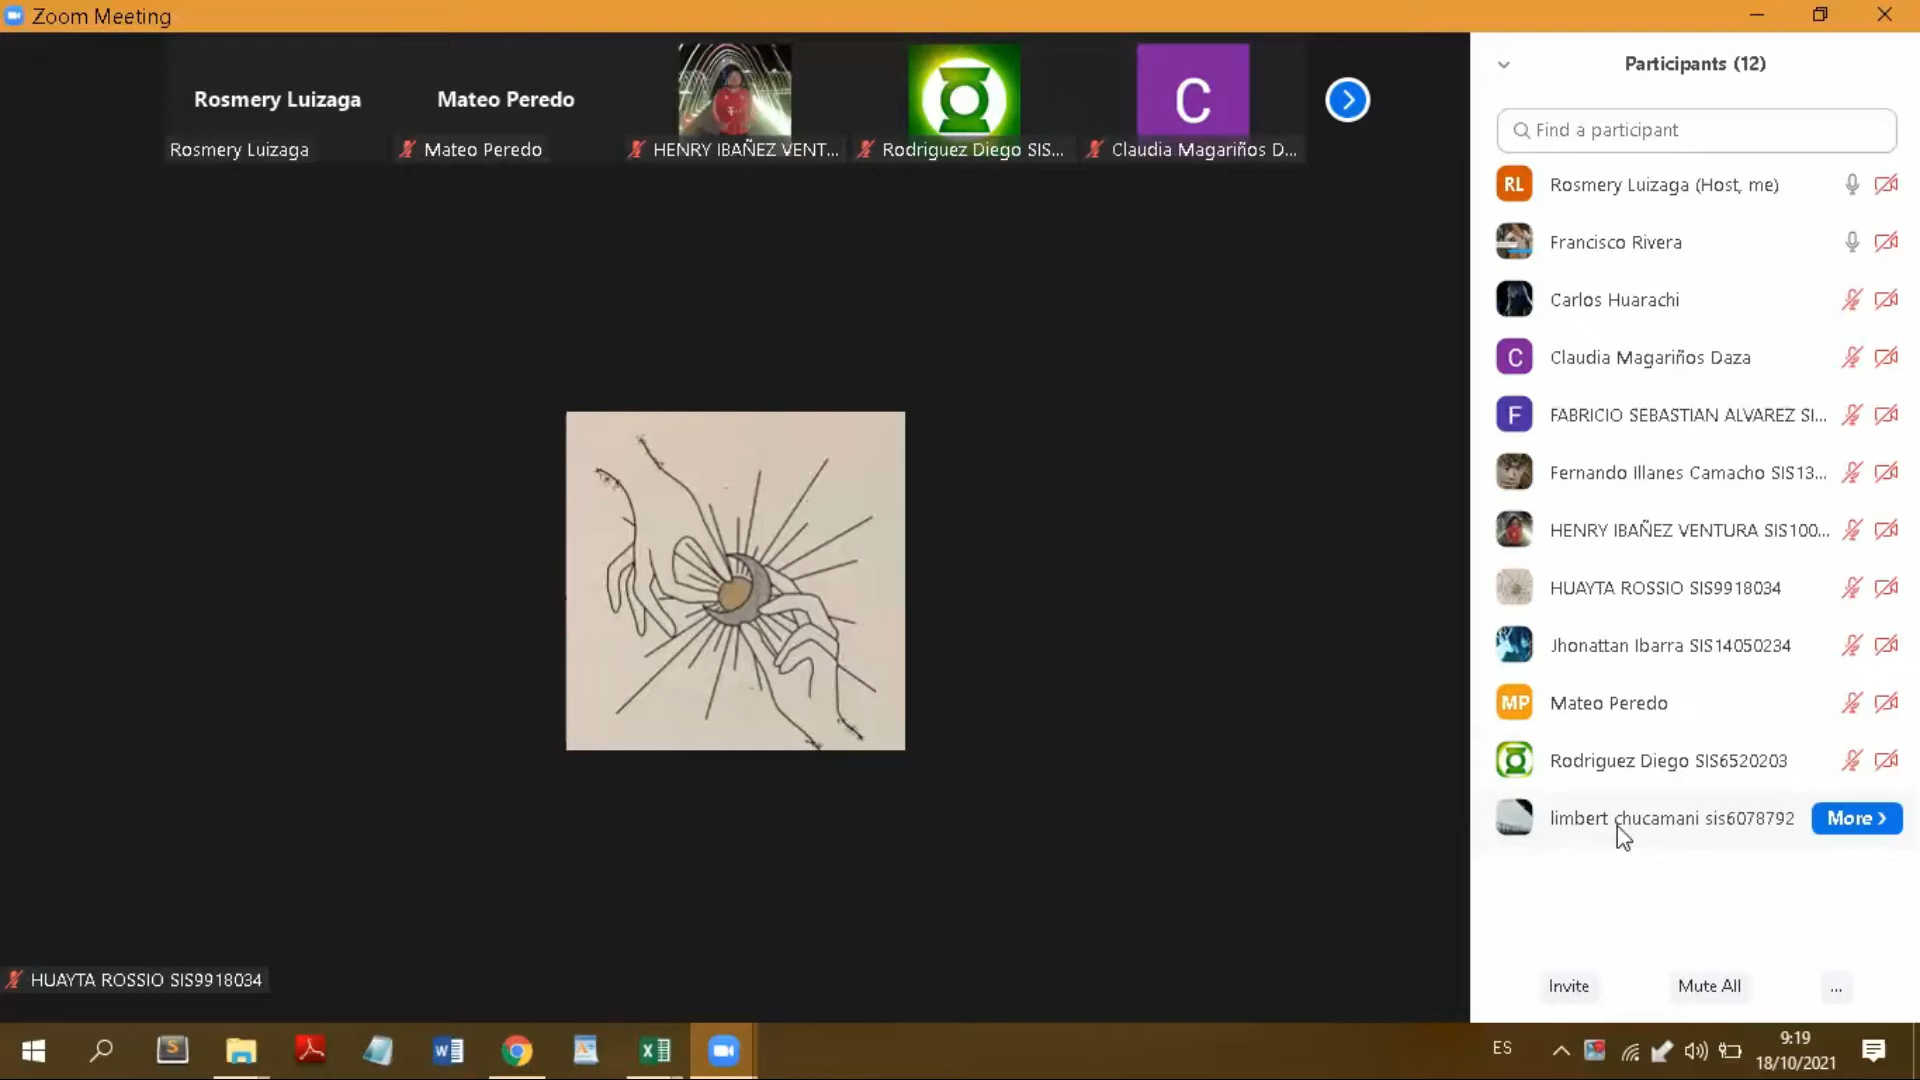 Zoom Meeting
Rosmery Luizaga
Mateo Peredo
C
Rosmery Luizaga
Mateo Peredo
HENRY IBAÑEZ VENT...
Rodriguez Diego SIS...
Claudia Magariños D...
HUAYTA ROSSIO SIS9918034
Participants (12)
Find a participant
RL Rosmery Luizaga (Host, me)
Francisco Rivera
Carlos Huarachi
C Claudia Magariños Daza
F FABRICIO SEBASTIAN ALVAREZ SI...
Fernando Illanes Camacho SIS13...
HENRY IBAÑEZ VENTURA SIS100...
HUAYTA ROSSIO SIS9918034
Jhonattan Ibarra SIS14050234
MP Mateo Peredo
Rodriguez Diego SIS6520203
limbert chucamani sis6078792 More
Invite Mute All ...
S
W
X
ES
9:19
18/10/2021